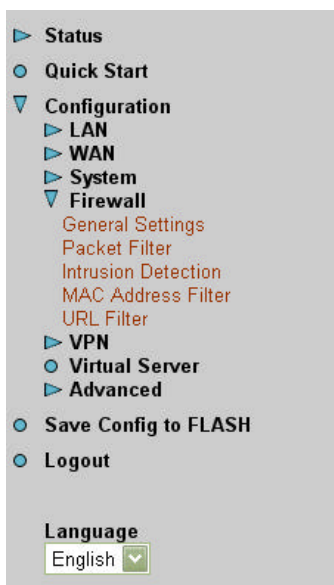 Status
Quick Start
Configuration
LAN
WAN
System
Firewall
General Settings
Packet Filter
Intrusion Detection
MAC Address Filter
URL Filter
VPN
Virtual Server
Advanced
Save Config to FLASH
Logout
Language
English